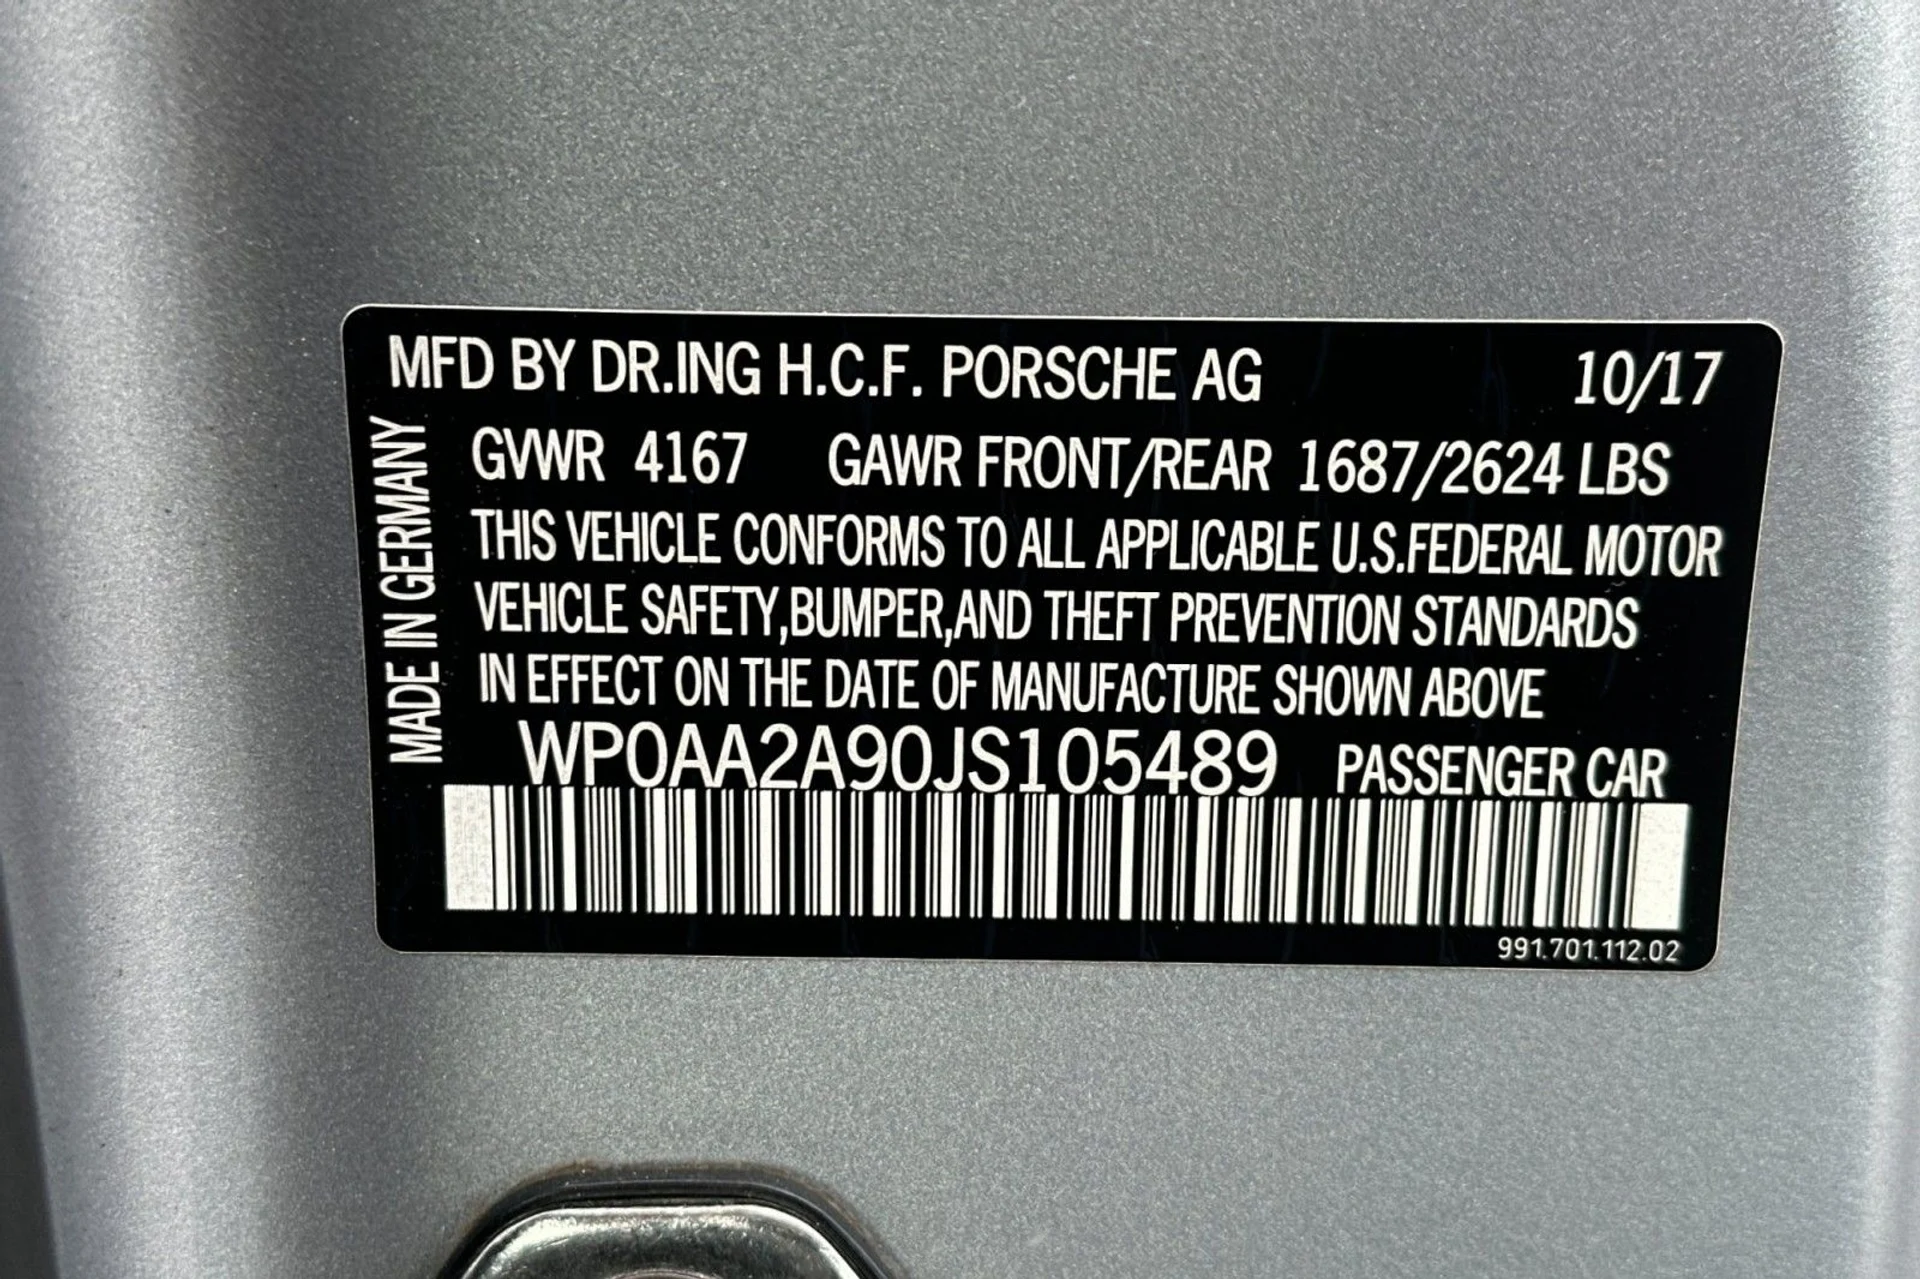 MFD BY DR.ING H.C.F. PORSCHE AG 10/17
GVWR 4167 GAWR FRONT/REAR 1687/2624 LBS
THIS VEHICLE CONFORMS TO ALL APPLICABLE U.S.FEDERAL MOTOR
VEHICLE SAFETY,BUMPER,AND THEFT PREVENTION STANDARDS
IN EFFECT ON THE DATE OF MANUFACTURE SHOWN ABOVE
WP0AA2A90JS105489 PASSENGER CAR
991.701.112.02
MADE IN GERMANY